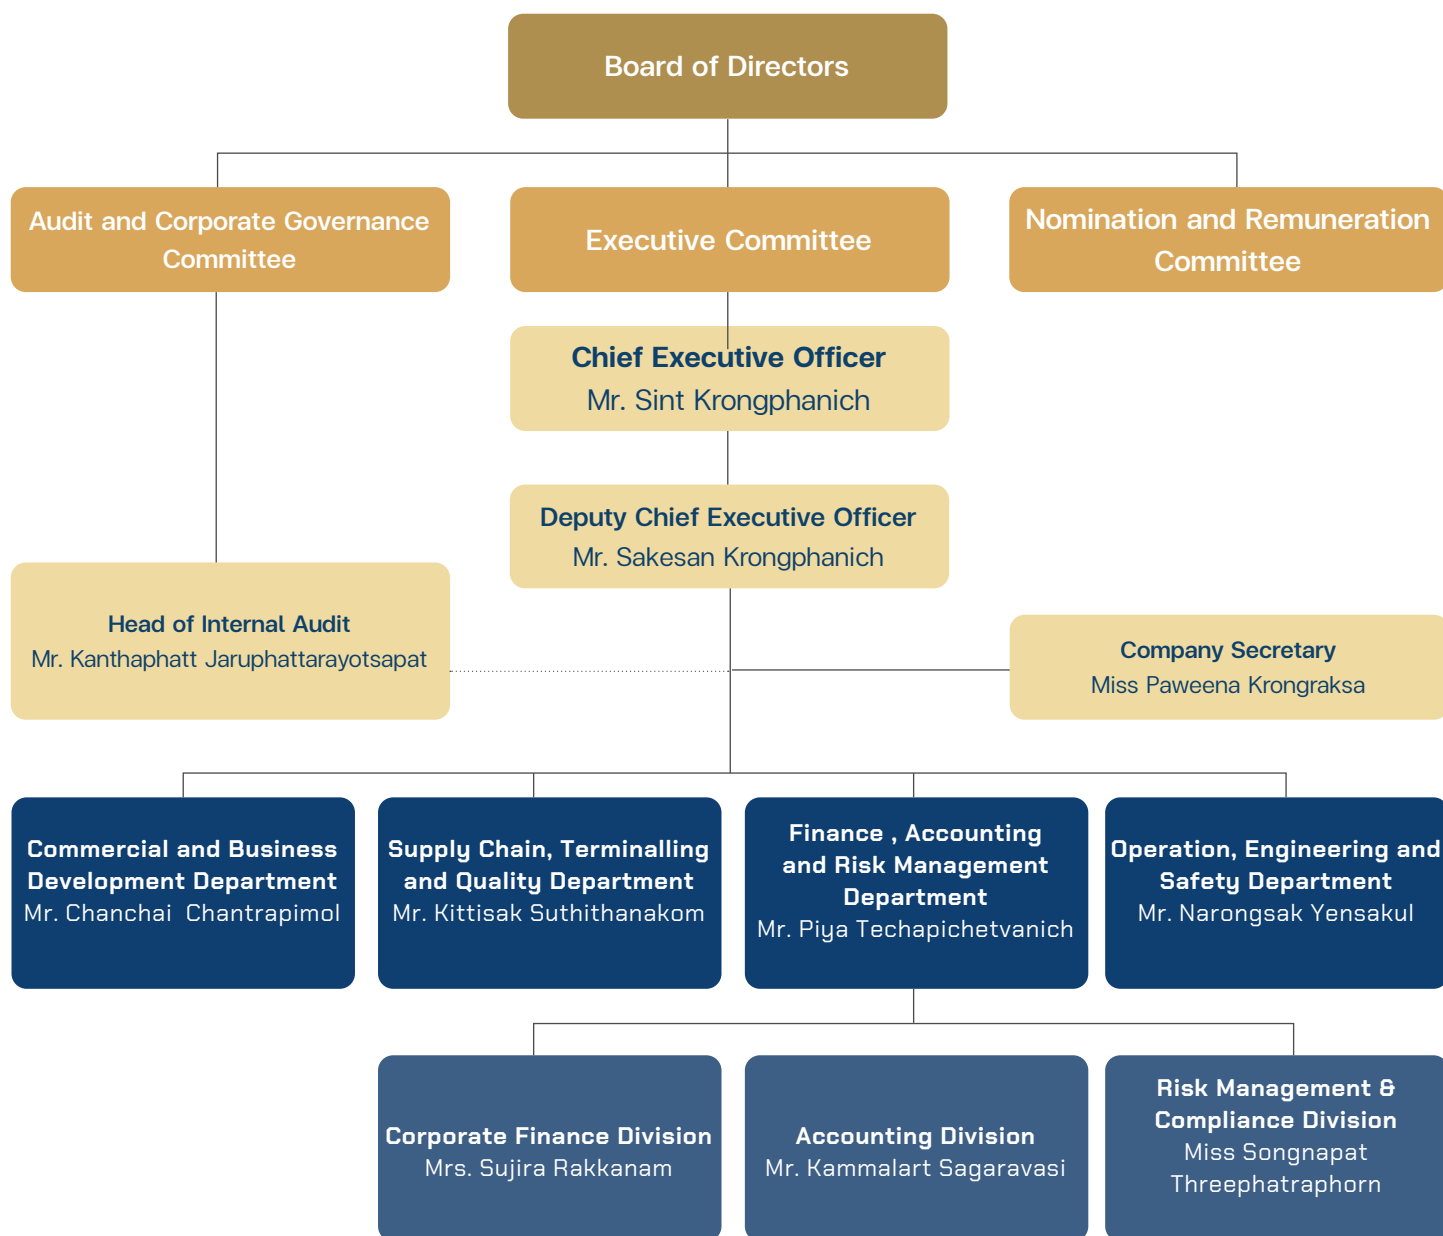 Board of Directors
Audit and Corporate Governance
Committee
Executive Committee
Nomination and Remuneration
Committee
Chief Executive Officer
Mr. Sint Krongphanich
Deputy Chief Executive Officer
Mr. Sakesan Krongphanich
Head of Internal Audit
Mr. Kanthaphatt Jaruphattarayotsapat
Company Secretary
Miss Paweena Krongraksa
Commercial and Business
Development Department
Mr. Chanchai  Chantrapimol
Supply Chain, Terminalling
and Quality Department
Mr. Kittisak Suthithanakom
Finance , Accounting
and Risk Management
Department
Mr. Piya Techapichetvanich
Operation, Engineering and
Safety Department
Mr. Narongsak Yensakul
Corporate Finance Division
Mrs. Sujira Rakkanam
Accounting Division
Mr. Kammalart Sagaravasi
Risk Management &
Compliance Division
Miss Songnapat
Threephatraphorn